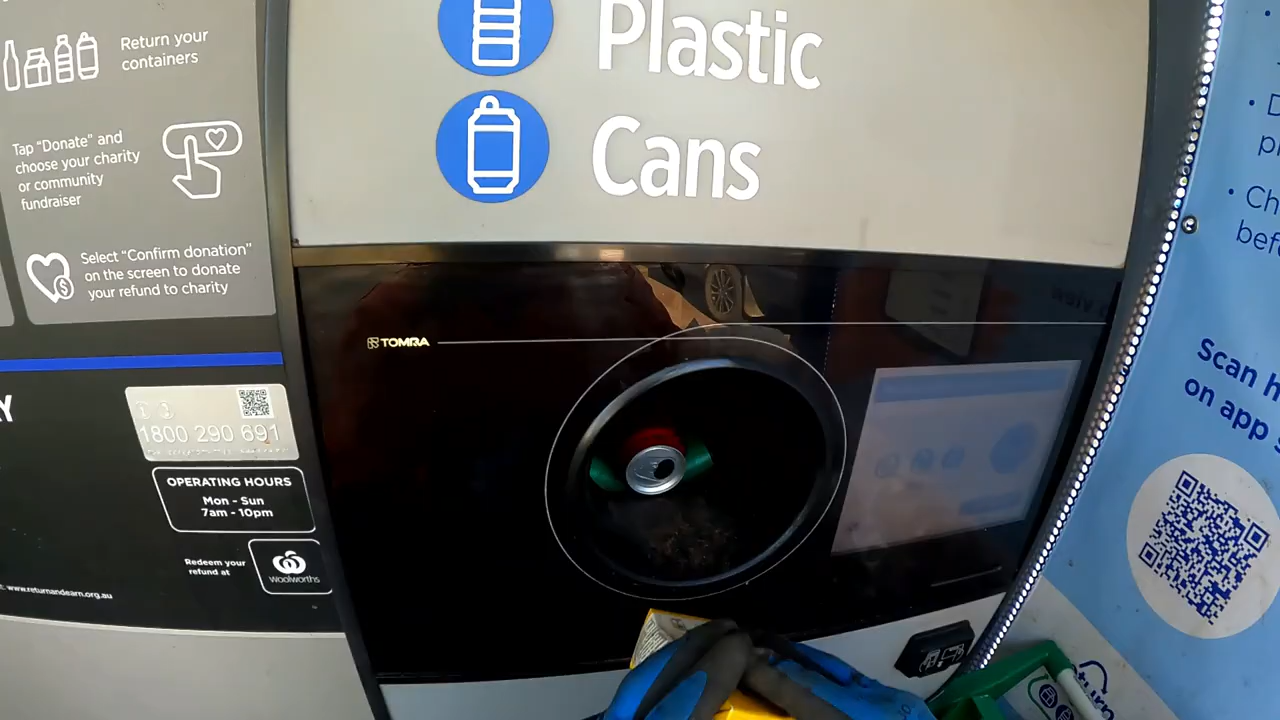 Return your
containers
Tap "Donate" and
choose your charity
or community
fundraiser
Select "Confirm donation"
on the screen to donate
your refund to charity
1800 290 691
OPERATING HOURS
Mon - Sun
7am - 10pm
Redeem your
refund at
Woolworths
www.returnandearn.org.au
Plastic
Cans
TOMRA
Scan
on app